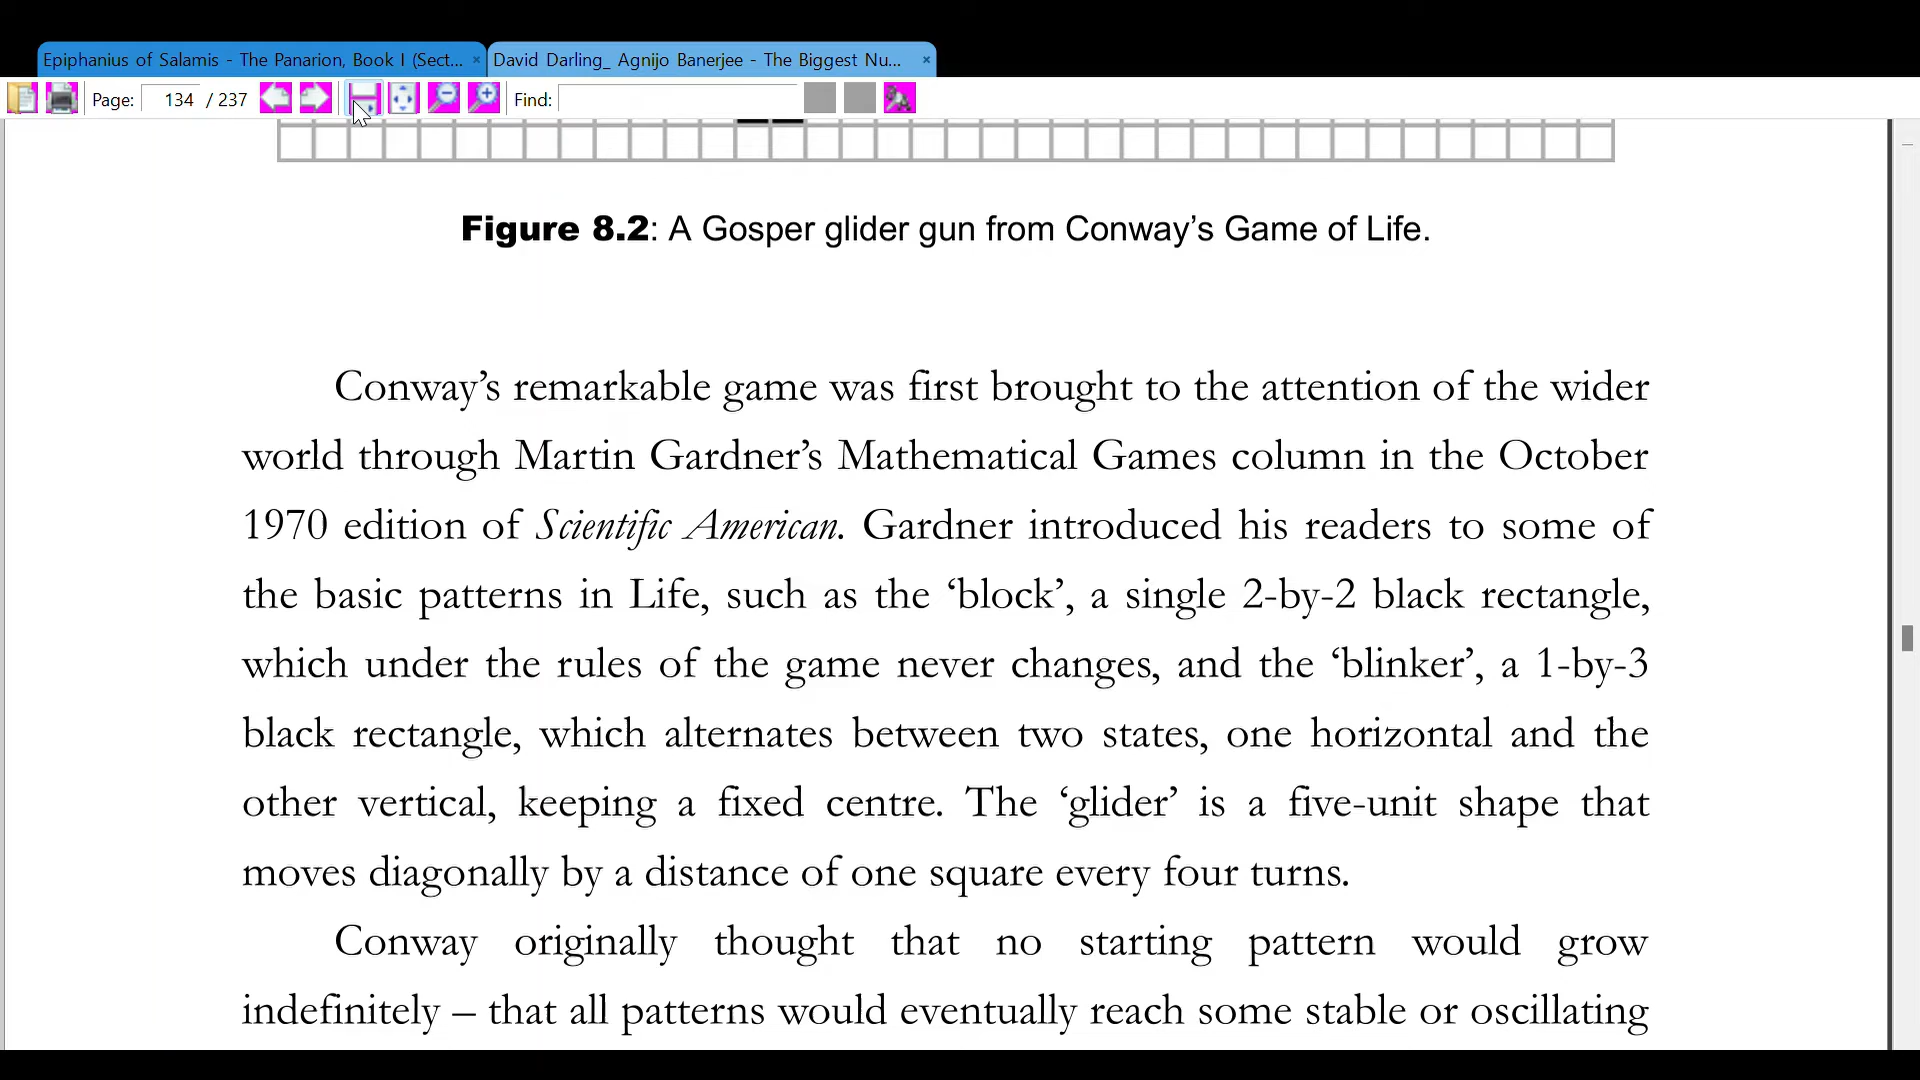 Epiphanius of Salamis - The Panarion, Book I (Sect...
David Darling_ Agnijo Banerjee - The Biggest Nu...
Page: 134 / 237 Find:
Figure 8.2: A Gosper glider gun from Conway’s Game of Life.
Conway’s remarkable game was first brought to the attention of the wider
world through Martin Gardner’s Mathematical Games column in the October
1970 edition of Scientific American. Gardner introduced his readers to some of
the basic patterns in Life, such as the ‘block’, a single 2-by-2 black rectangle,
which under the rules of the game never changes, and the ‘blinker’, a 1-by-3
black rectangle, which alternates between two states, one horizontal and the
other vertical, keeping a fixed centre. The ‘glider’ is a five-unit shape that
moves diagonally by a distance of one square every four turns.
Conway originally thought that no starting pattern would grow
indefinitely – that all patterns would eventually reach some stable or oscillating